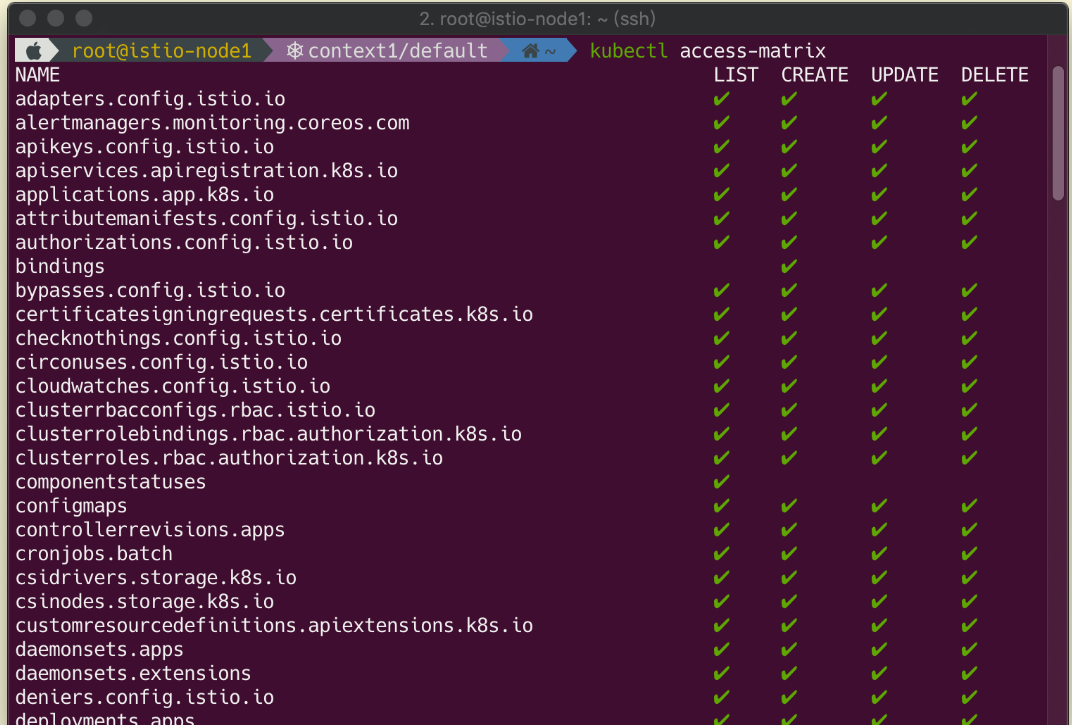 2. root@istio-node1: ~ (ssh)
root@istio-node1 context1/default ~ kubectl access-matrix
NAME LIST CREATE UPDATE DELETE
adapters.config.istio.io ✔ ✔ ✔ ✔
alertmanagers.monitoring.coreos.com ✔ ✔ ✔ ✔
apikeys.config.istio.io ✔ ✔ ✔ ✔
apiservices.apiregistration.k8s.io ✔ ✔ ✔ ✔
applications.app.k8s.io ✔ ✔ ✔ ✔
attributemanifests.config.istio.io ✔ ✔ ✔ ✔
authorizations.config.istio.io ✔ ✔ ✔ ✔
bindings ✔
bypasses.config.istio.io ✔ ✔ ✔ ✔
certificatesigningrequests.certificates.k8s.io ✔ ✔ ✔ ✔
checknothings.config.istio.io ✔ ✔ ✔ ✔
circonuses.config.istio.io ✔ ✔ ✔ ✔
cloudwatches.config.istio.io ✔ ✔ ✔ ✔
clusterrbacconfigs.rbac.istio.io ✔ ✔ ✔ ✔
clusterrolebindings.rbac.authorization.k8s.io ✔ ✔ ✔ ✔
clusterroles.rbac.authorization.k8s.io ✔ ✔ ✔ ✔
componentstatuses ✔
configmaps ✔ ✔ ✔ ✔
controllerrevisions.apps ✔ ✔ ✔ ✔
cronjobs.batch ✔ ✔ ✔ ✔
csidrivers.storage.k8s.io ✔ ✔ ✔ ✔
csinodes.storage.k8s.io ✔ ✔ ✔ ✔
customresourcedefinitions.apiextensions.k8s.io ✔ ✔ ✔ ✔
daemonsets.apps ✔ ✔ ✔ ✔
daemonsets.extensions ✔ ✔ ✔ ✔
deniers.config.istio.io ✔ ✔ ✔ ✔
deployments.apps ✔ ✔ ✔ ✔